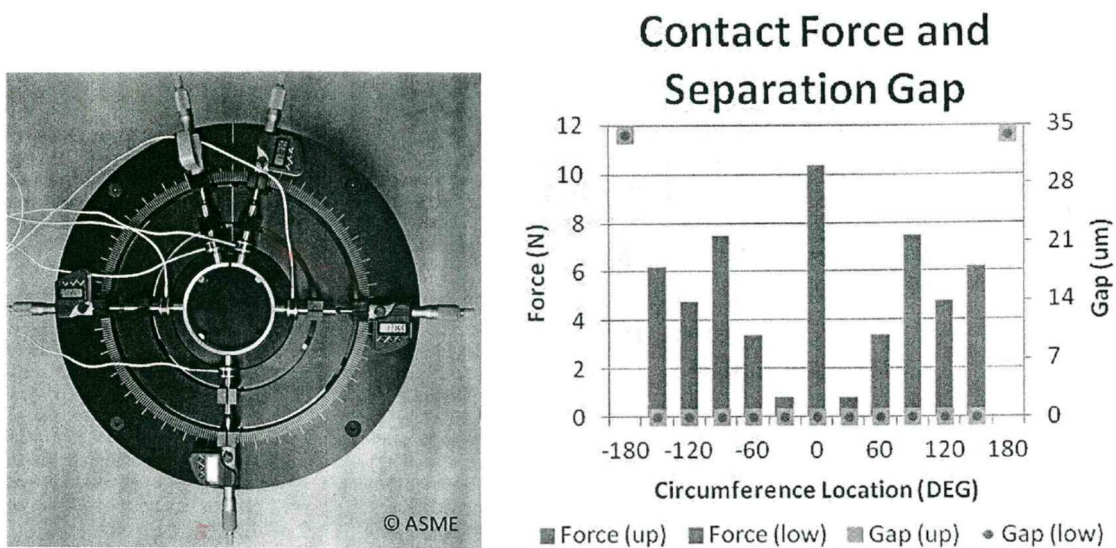 © ASME
Contact Force and
Separation Gap
12
10
8
6
4
2
0
Force (N)
35
28
21
14
7
0
Gap (um)
-180 -120 -60 0 60 120 180
Circumference Location (DEG)
Force (up) Force (low) Gap (up) Gap (low)